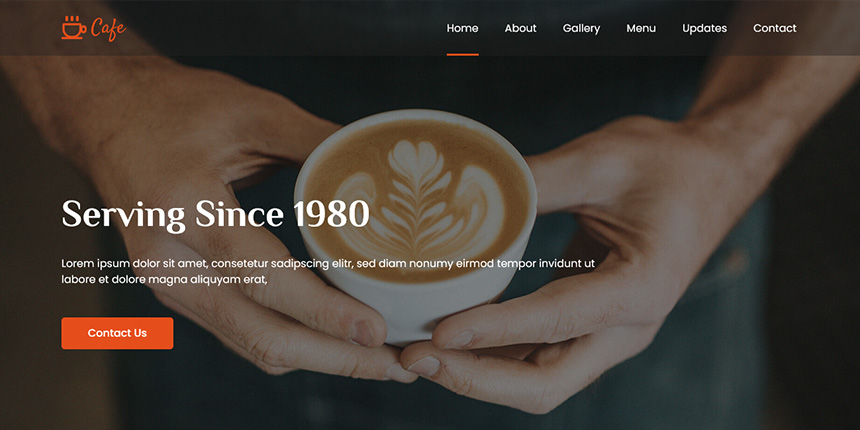 Cafe
Home
About
Gallery
Menu
Updates
Contact
Serving Since 1980
Lorem ipsum dolor sit amet, consetetur sadipscing elitr, sed diam nonumy eirmod tempor invidunt ut
labore et dolore magna aliquyam erat,
Contact Us